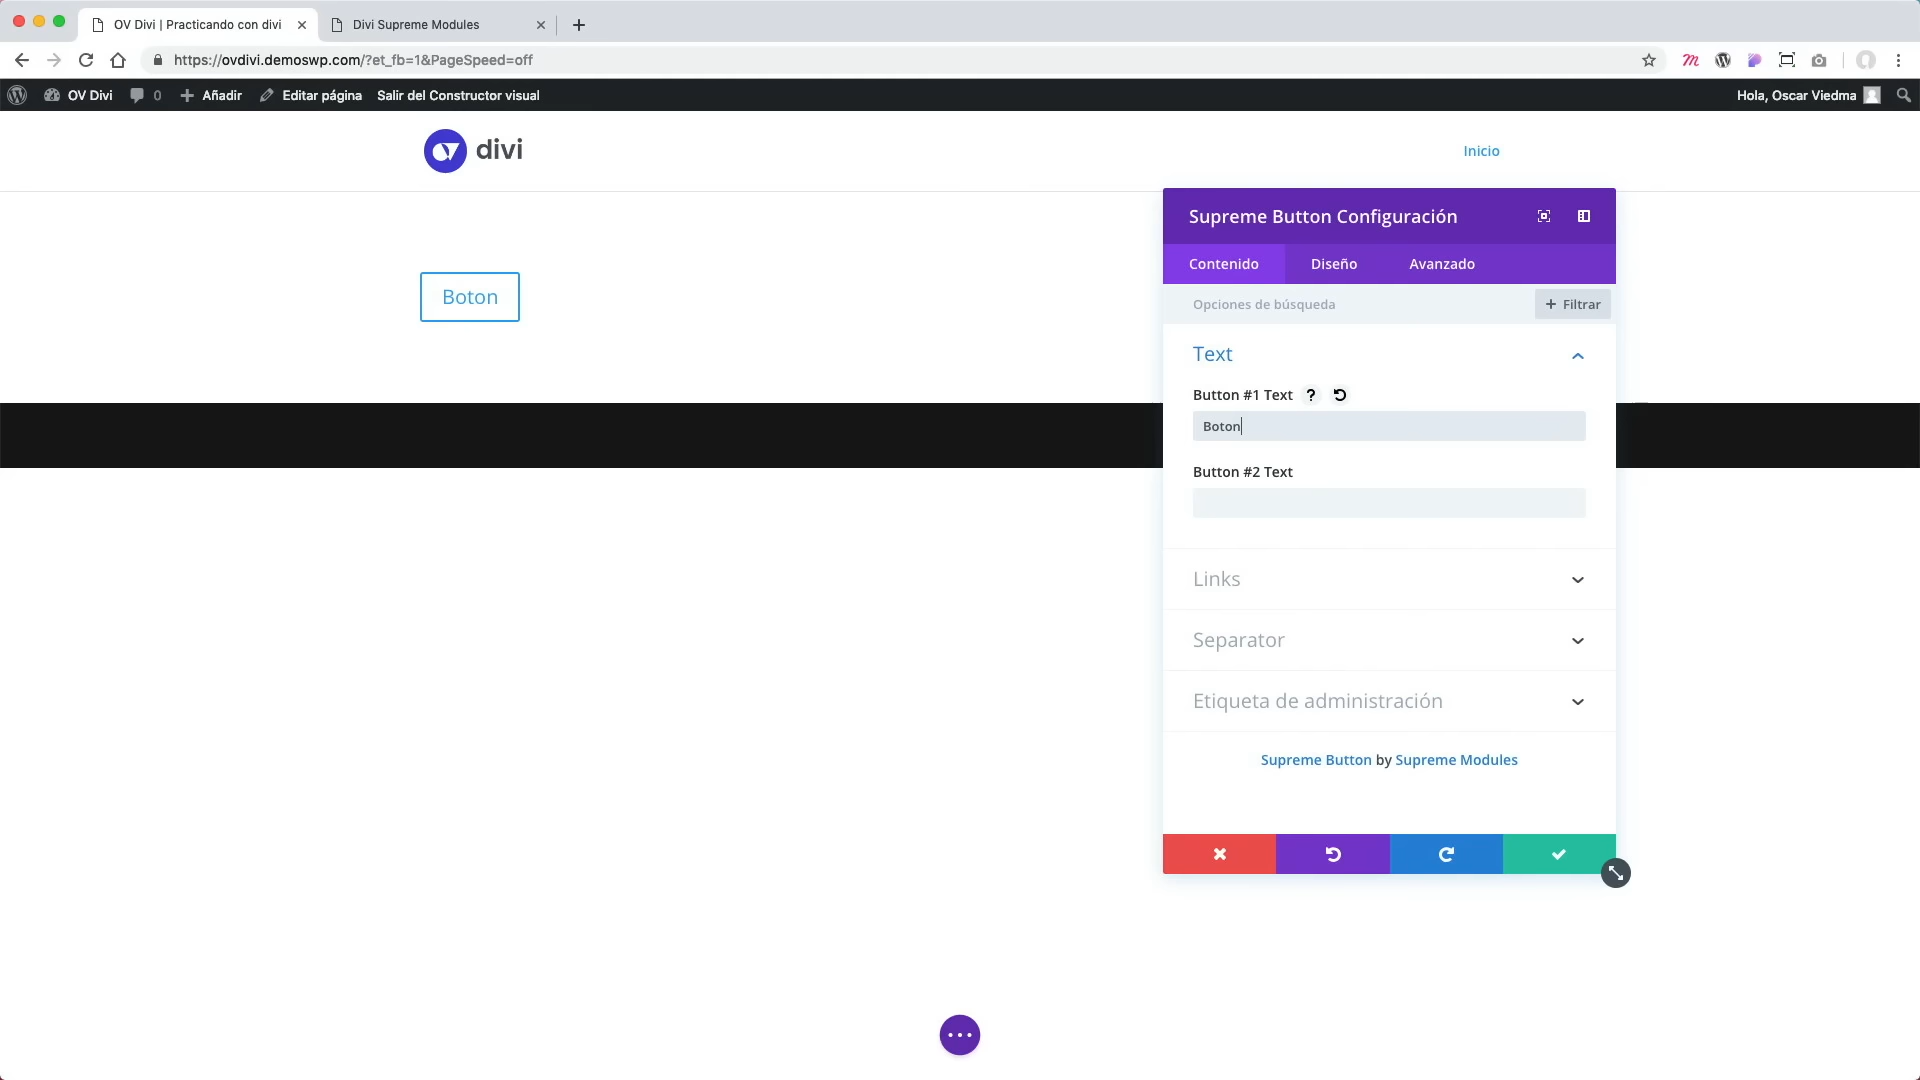 OV Divi | Practicando con divi
Divi Supreme Modules
https://ovdivi.demoswp.com/?et_fb=1&PageSpeed=off
OV Divi
0
Añadir
Editar página
Salir del Constructor visual
Hola, Oscar Viedma
divi
Inicio
Supreme Button Configuración
Contenido
Diseño
Avanzado
Opciones de búsqueda
+ Filtrar
Boton
Text
Button #1 Text ?
Boton
Button #2 Text
Links
Separator
Etiqueta de administración
Supreme Button by Supreme Modules